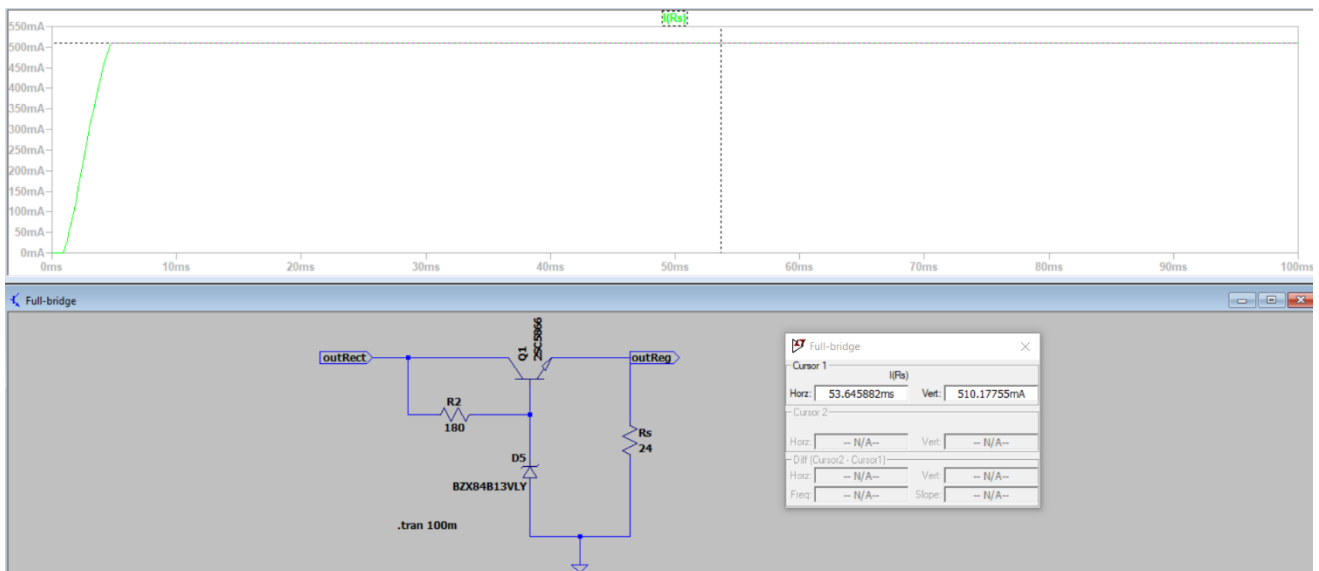 I(Rs)
550mA
500mA
450mA
400mA
350mA
300mA
250mA
200mA
150mA
100mA
50mA
0mA
0ms 10ms 20ms 30ms 40ms 50ms 60ms 70ms 80ms 90ms 100ms
Full-bridge
outRect
Q1
2SC5866
outReg
R2
180
Rs
24
D5
BZX84B13VLY
.tran 100m
Full-bridge
Cursor 1
I(Rs)
Horz: 53.645882ms Vert: 510.17755mA
Cursor 2
Horz: -- N/A-- Vert: -- N/A--
Diff (Cursor2 - Cursor1)
Horz: -- N/A-- Vert: -- N/A--
Freq: -- N/A-- Slope: -- N/A--